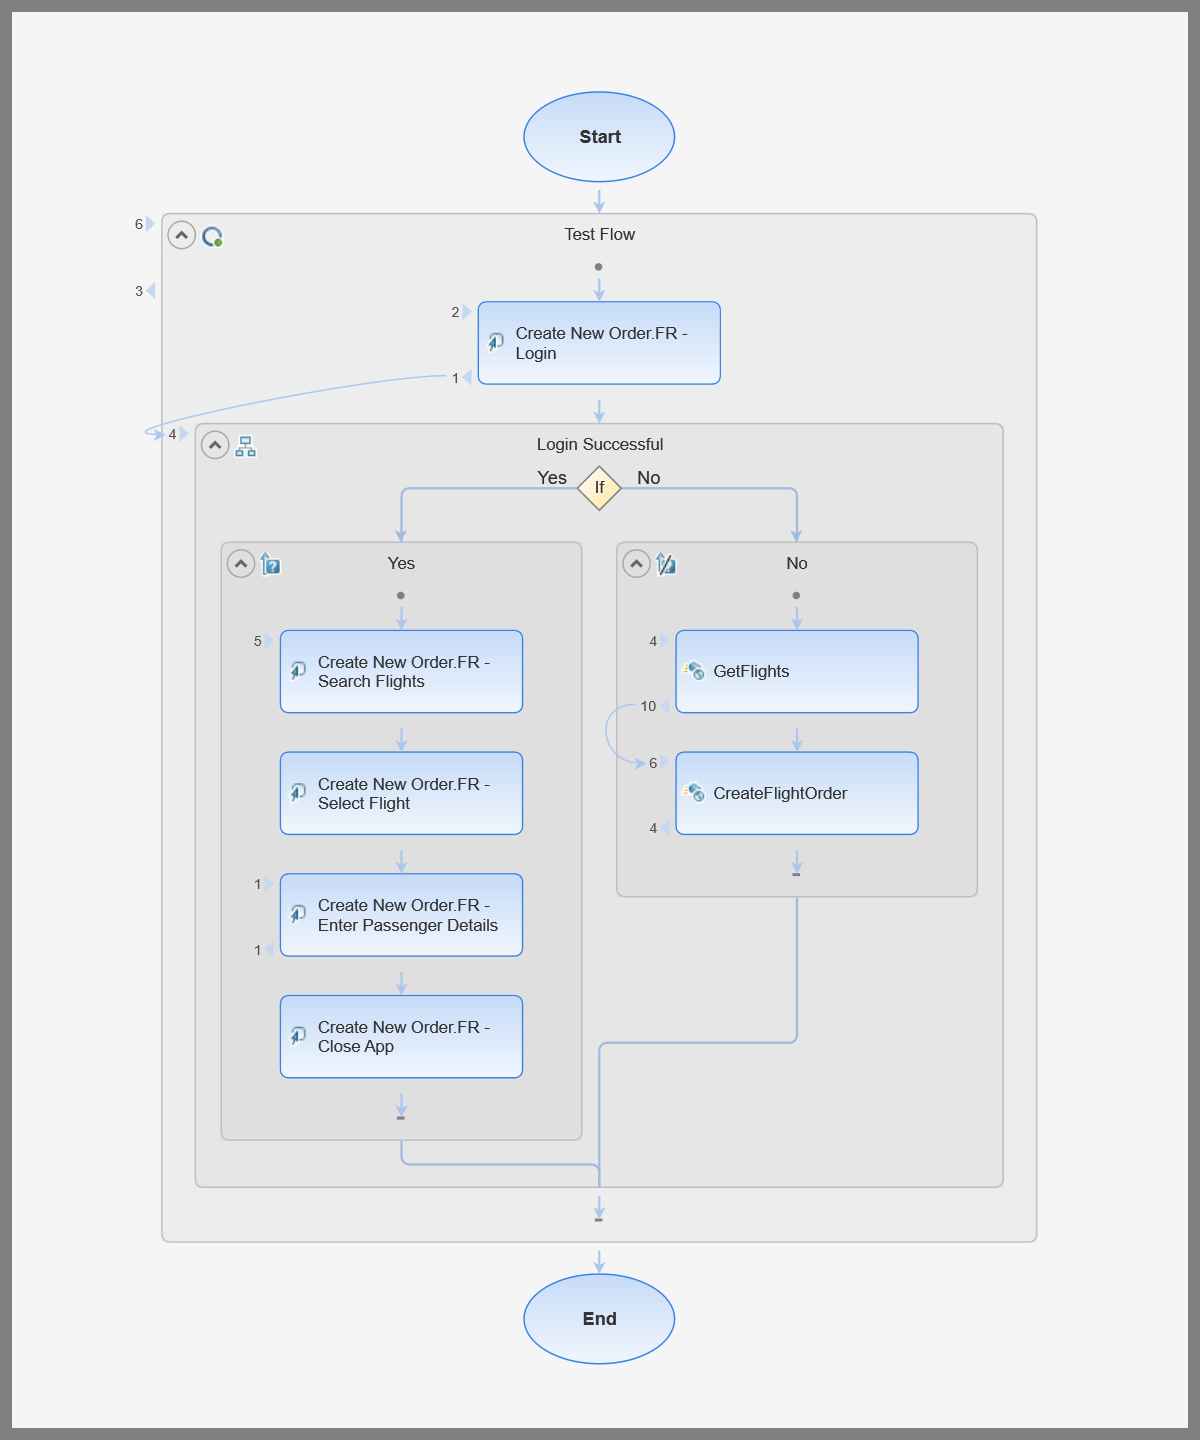 Start
6
Test Flow
3
2
Create New Order.FR -
Login
1
4
Login Successful
Yes
If
No
Yes
5
Create New Order.FR -
Search Flights
Create New Order.FR -
Select Flight
1
Create New Order.FR -
Enter Passenger Details
1
Create New Order.FR -
Close App
No
4
GetFlights
10
6
CreateFlightOrder
4
End